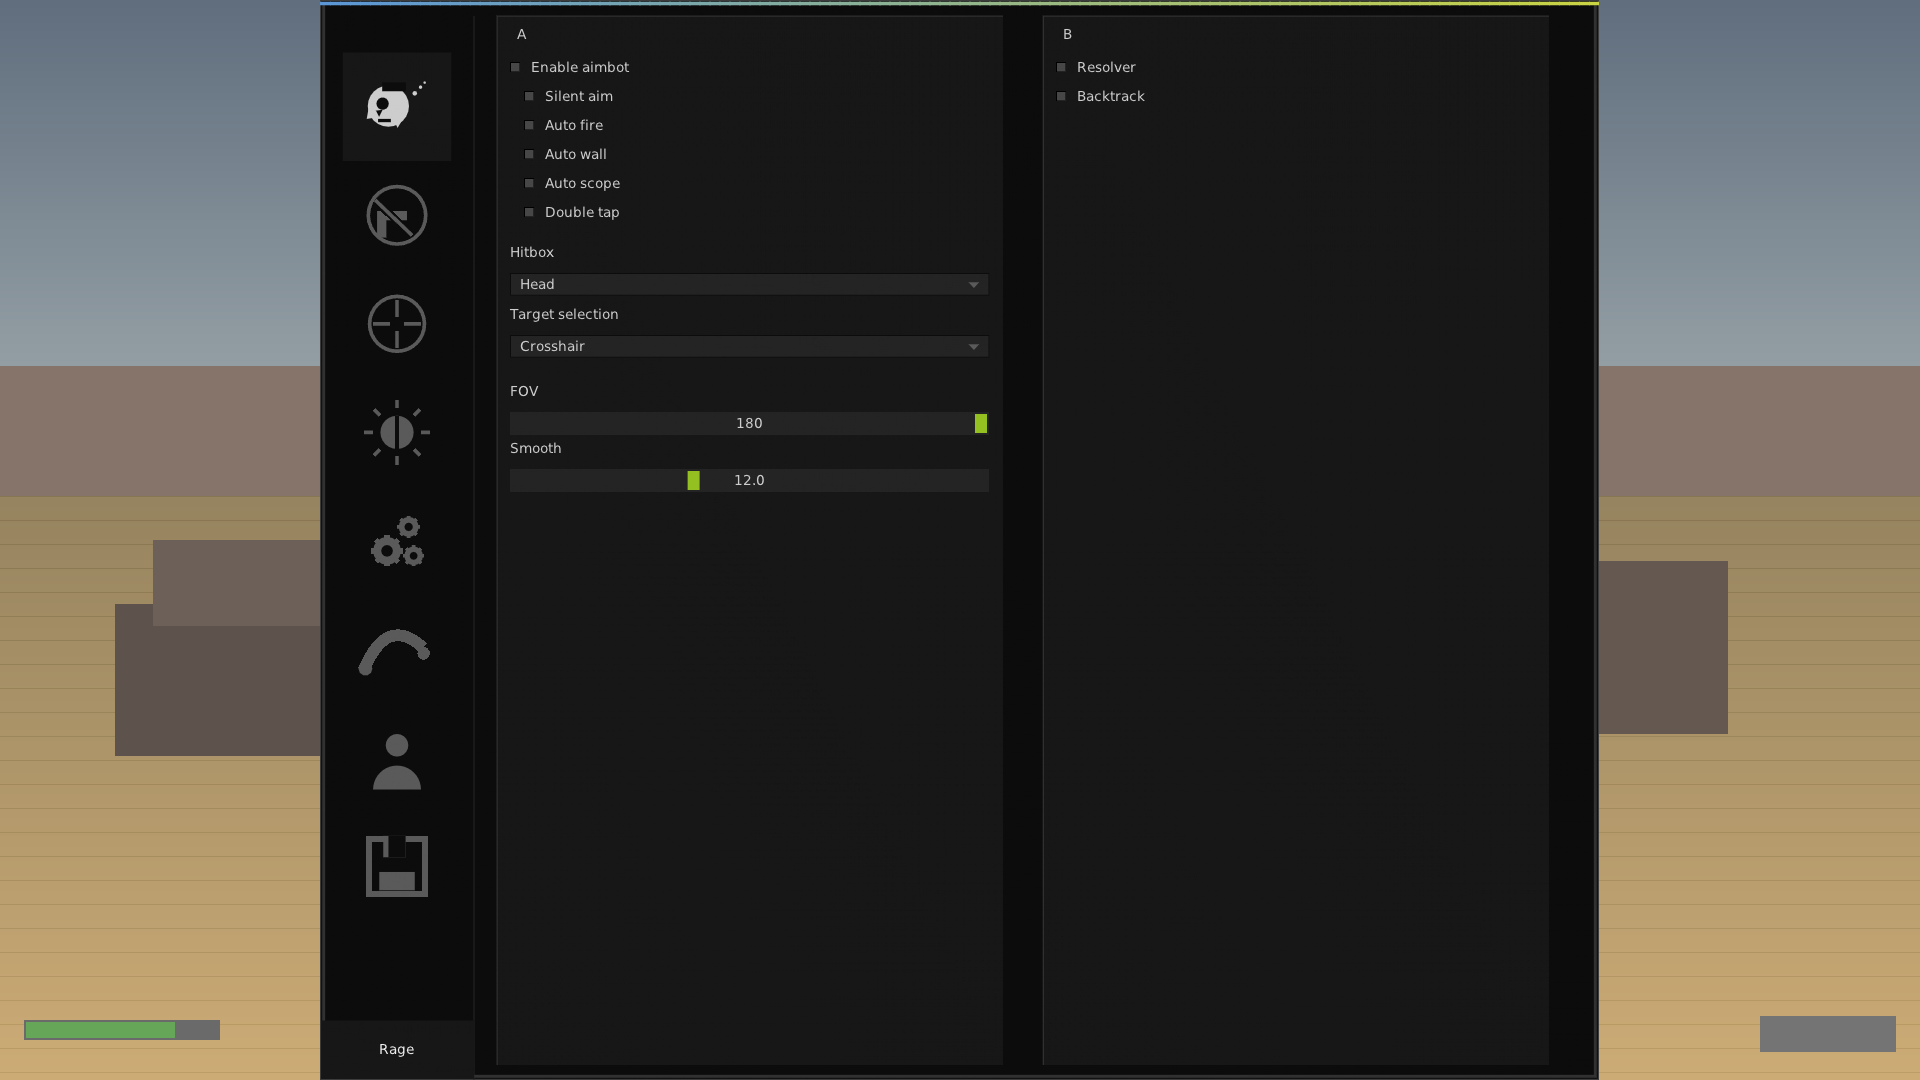 A
Enable aimbot
Silent aim
Auto fire
Auto wall
Auto scope
Double tap
Hitbox
Head
Target selection
Crosshair
FOV
180
Smooth
12.0
B
Resolver
Backtrack
Rage